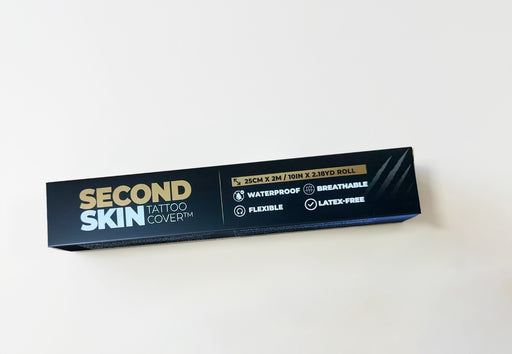 SECOND
SKIN TATTOO COVER™
25CM X 2M / 10IN X 2.18YD ROLL
WATERPROOF BREATHABLE
FLEXIBLE LATEX-FREE